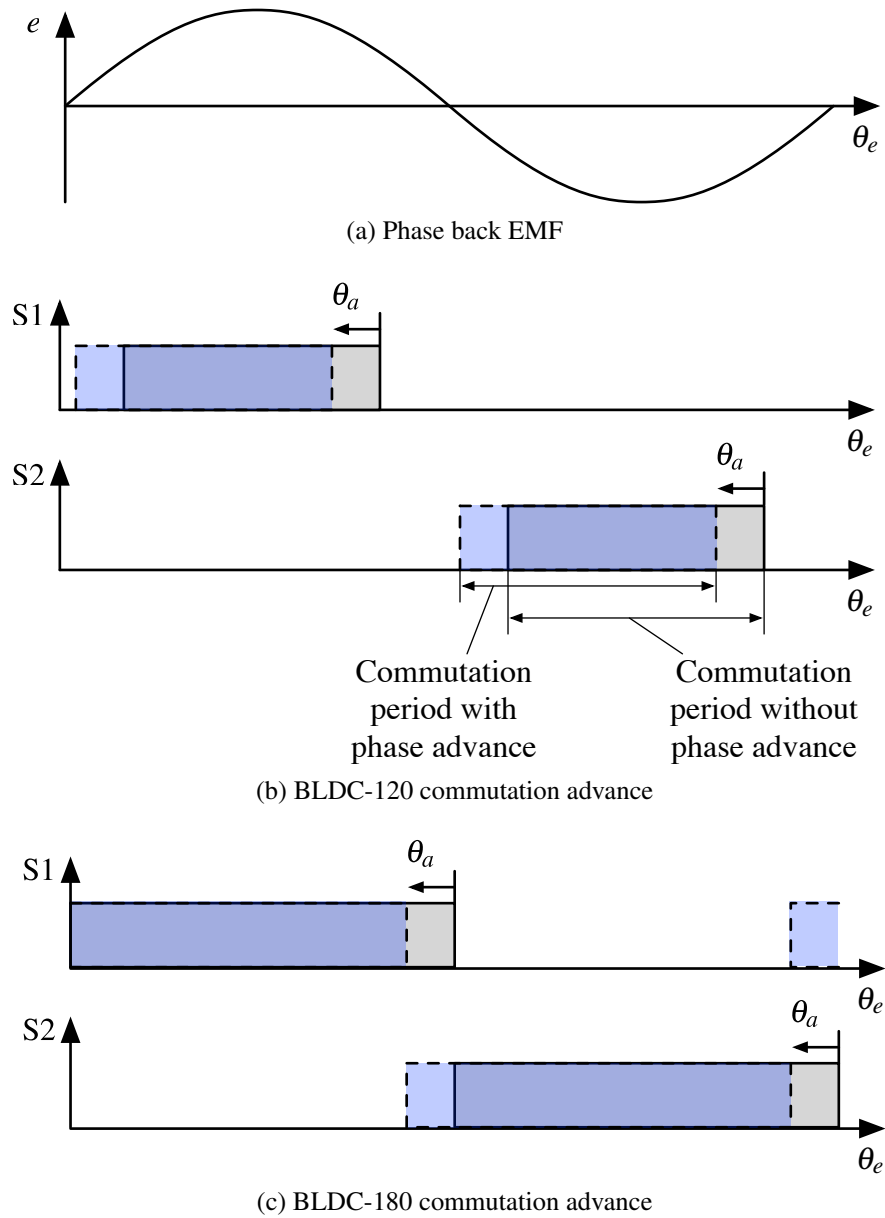 e
θe
(a) Phase back EMF
S1
θa
θe
S2
θa
θe
Commutation
period with
phase advance
Commutation
period without
phase advance
(b) BLDC-120 commutation advance
S1
θa
θe
S2
θa
θe
(c) BLDC-180 commutation advance